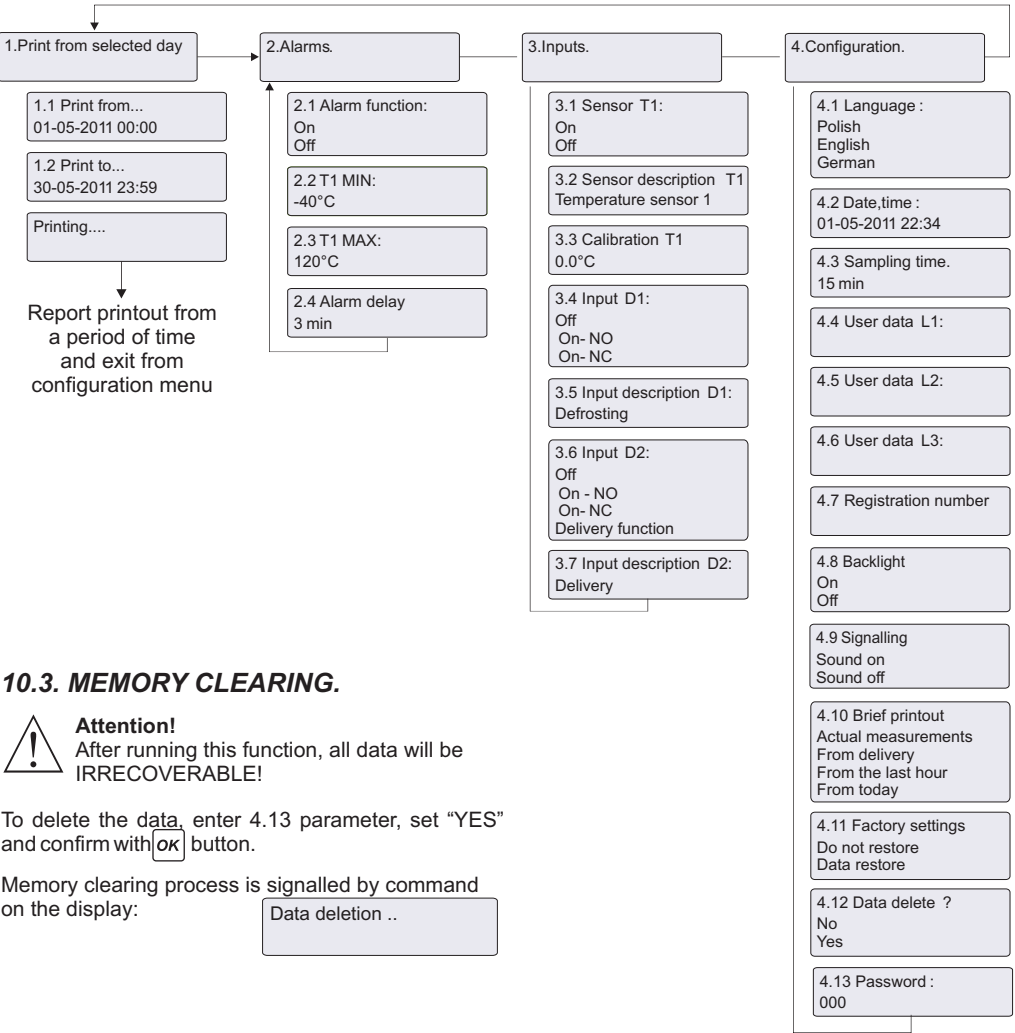 1.Print from selected day
1.1 Print from...
01-05-2011 00:00
1.2 Print to...
30-05-2011 23:59
Printing....
Report printout from
a period of time
and exit from
configuration menu
2.Alarms.
2.1 Alarm function:
On
Off
2.2 T1 MIN:
-40°C
2.3 T1 MAX:
120°C
2.4 Alarm delay
3 min
3.Inputs.
3.1 Sensor T1:
On
Off
3.2 Sensor description T1
Temperature sensor 1
3.3 Calibration T1
0.0°C
3.4 Input D1:
Off
On- NO
On- NC
3.5 Input description D1:
Defrosting
3.6 Input D2:
Off
On - NO
On- NC
Delivery function
3.7 Input description D2:
Delivery
4.Configuration.
4.1 Language :
Polish
English
German
4.2 Date,time :
01-05-2011 22:34
4.3 Sampling time.
15 min
4.4 User data L1:
4.5 User data L2:
4.6 User data L3:
4.7 Registration number
4.8 Backlight
On
Off
4.9 Signalling
Sound on
Sound off
4.10 Brief printout
Actual measurements
From delivery
From the last hour
From today
4.11 Factory settings
Do not restore
Data restore
4.12 Data delete ?
No
Yes
4.13 Password :
000
10.3. MEMORY CLEARING.
Attention!
After running this function, all data will be
IRRECOVERABLE!
To delete the data, enter 4.13 parameter, set “YES”
and confirm with OK button.
Memory clearing process is signalled by command
on the display:
Data deletion ..